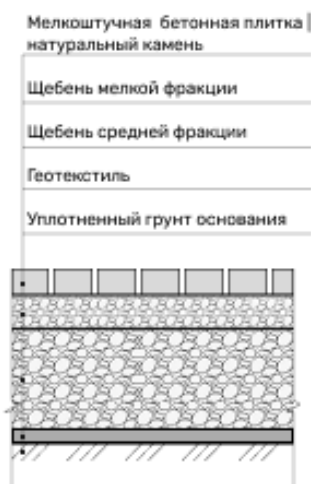 Мелкоштучная бетонная плитка |
натуральный камень
Щебень мелкой фракции
Щебень средней фракции
Геотекстиль
Уплотненный грунт основания